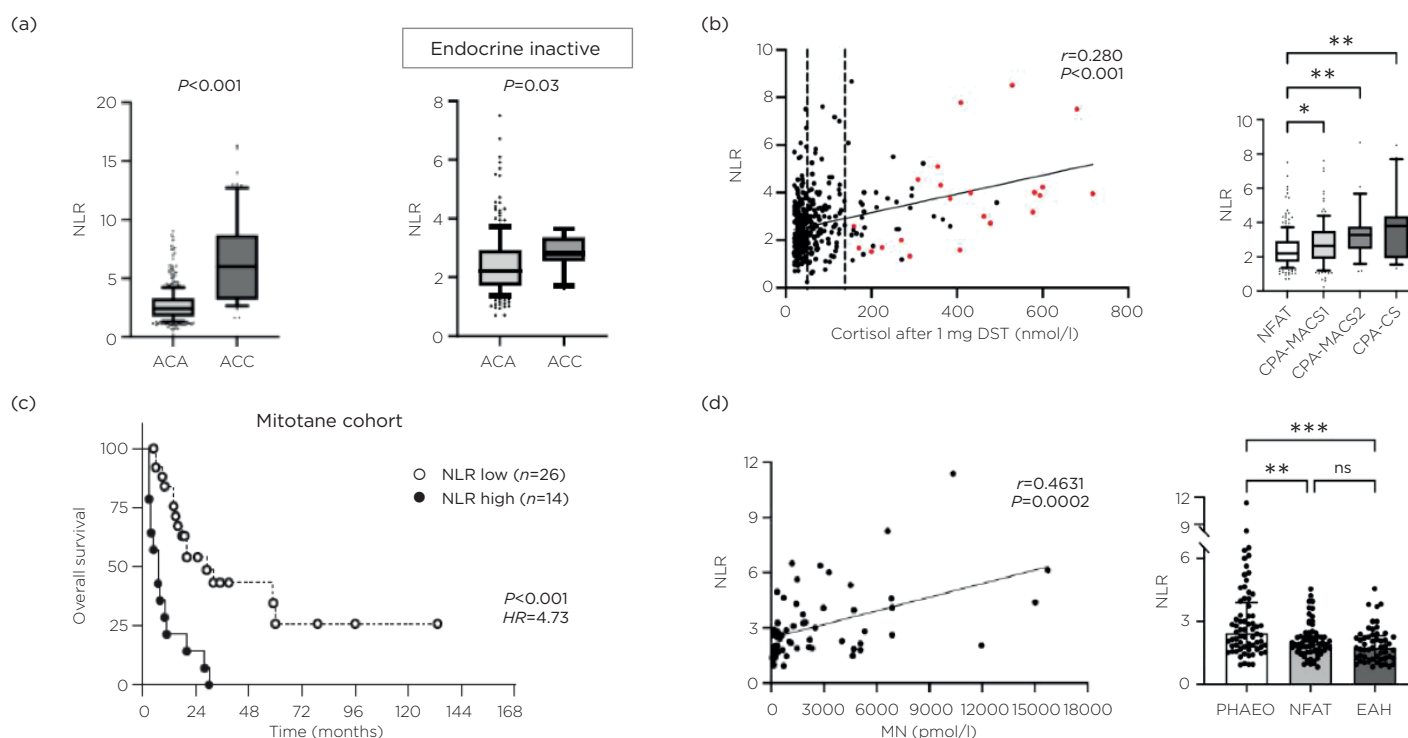 (a)
Endocrine inactive
P<0.001
P=0.03
NLR
20
15
10
5
0
ACA
ACC
NLR
8
6
4
2
0
ACA
ACC
(b)
r=0.280
P<0.001
NLR
10
8
6
4
2
0
0
200
400
600
800
Cortisol after 1 mg DST (nmol/l)
**
**
*
NLR
10
8
6
4
2
0
NFAT
CPA-MACS1
CPA-MACS2
CPA-CS
(c)
Mitotane cohort
NLR low (n=26)
NLR high (n=14)
P<0.001
HR=4.73
Overall survival
100
75
50
25
0
0
24
48
72
96
120
144
168
Time (months)
(d)
r=0.4631
P=0.0002
NLR
12
9
6
3
0
0
3000
6000
9000
12000
15000
18000
MN (pmol/l)
***
**
ns
NLR
12
9
6
3
0
PHAEO
NFAT
EAH